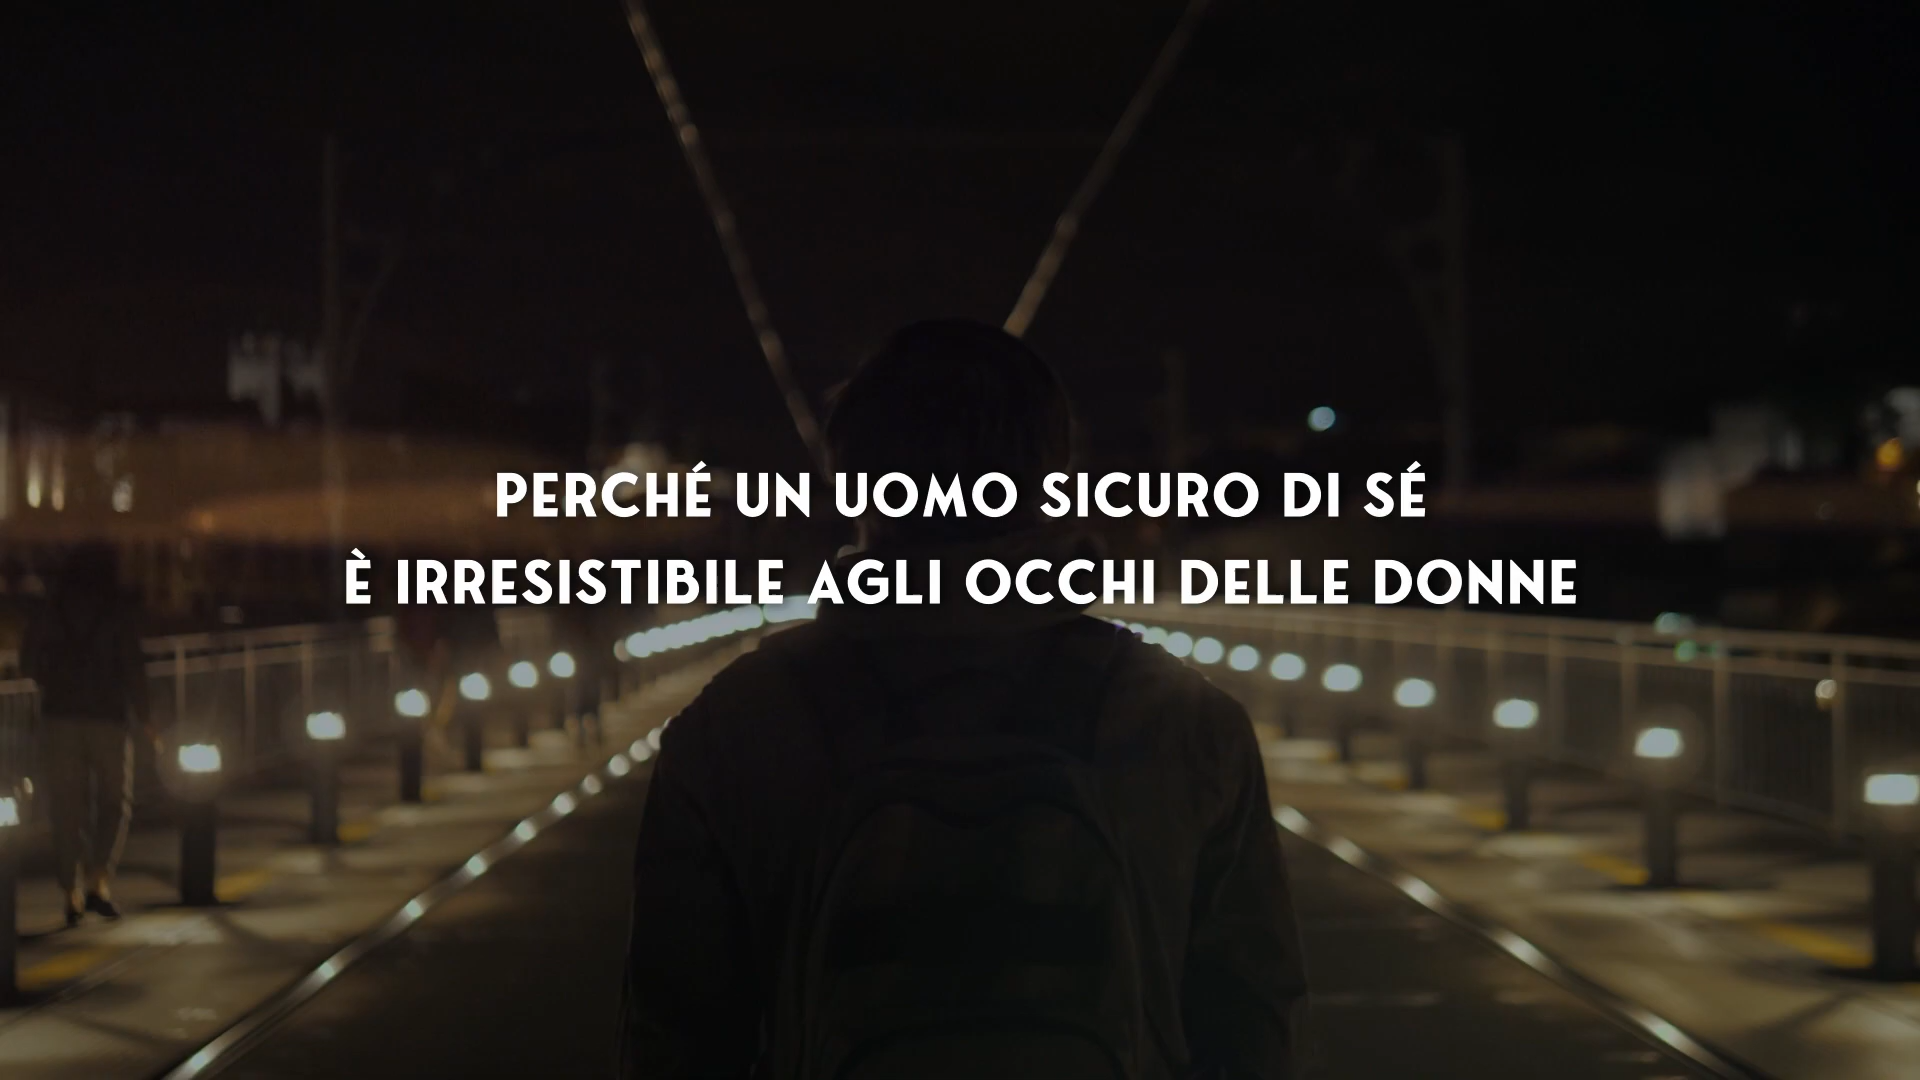 PERCHÉ UN UOMO SICURO DI SÉ
È IRRESISTIBILE AGLI OCCHI DELLE DONNE